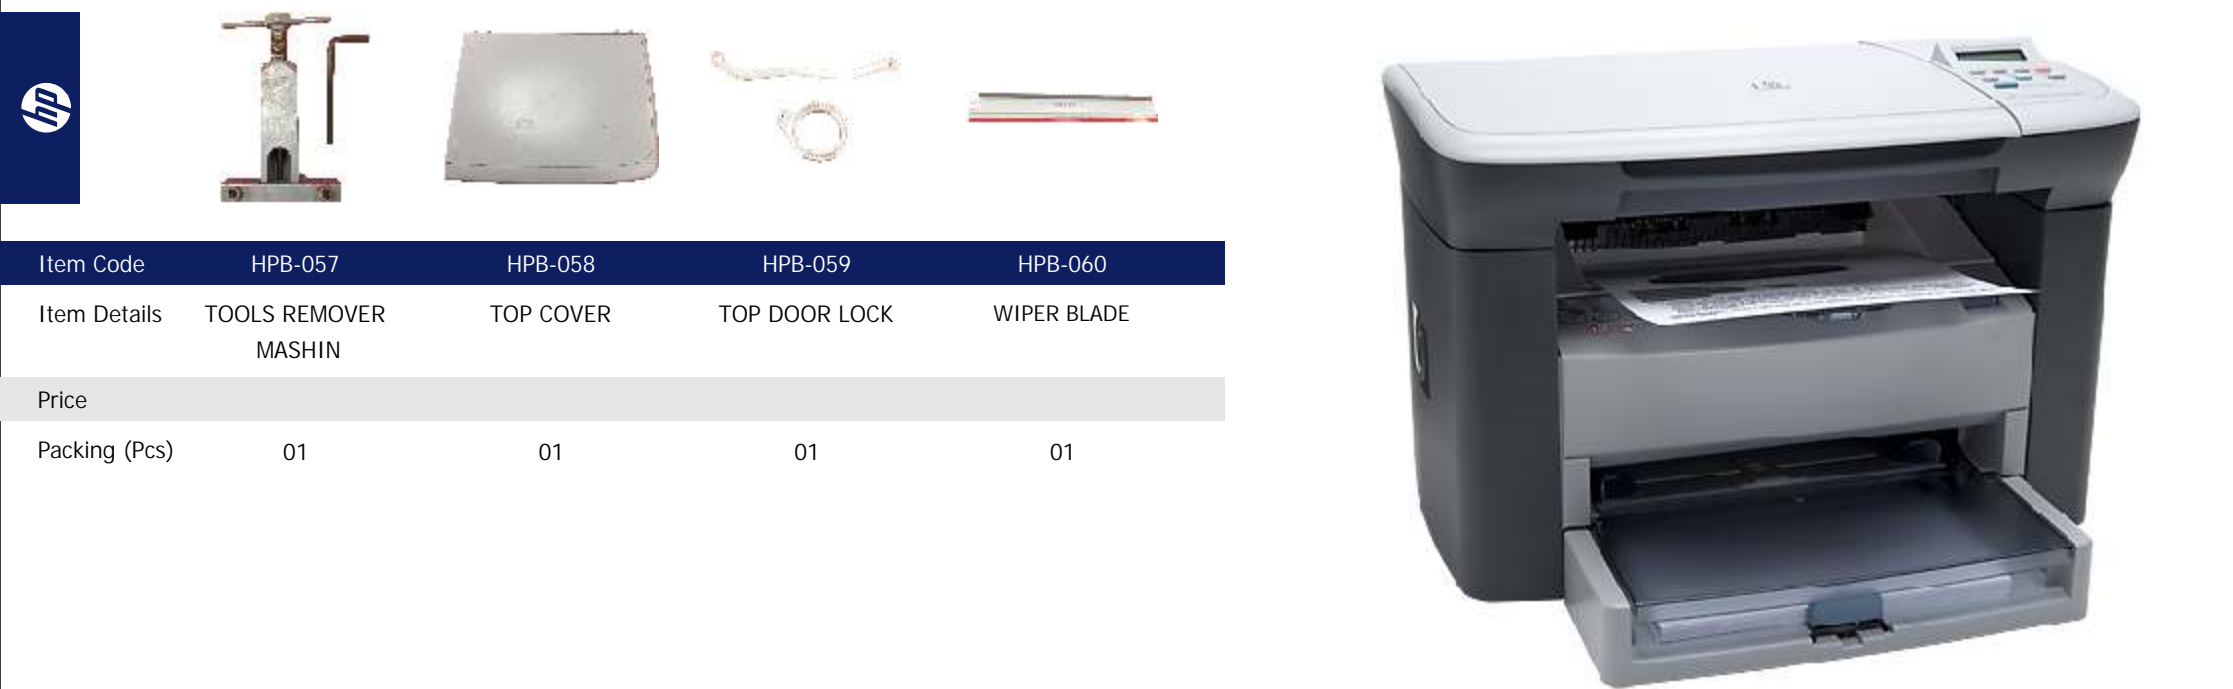 hp
Item Code HPB-057 HPB-058 HPB-059 HPB-060
Item Details TOOLS REMOVER TOP COVER TOP DOOR LOCK WIPER BLADE
MASHIN
Price
Packing (Pcs) 01 01 01 01